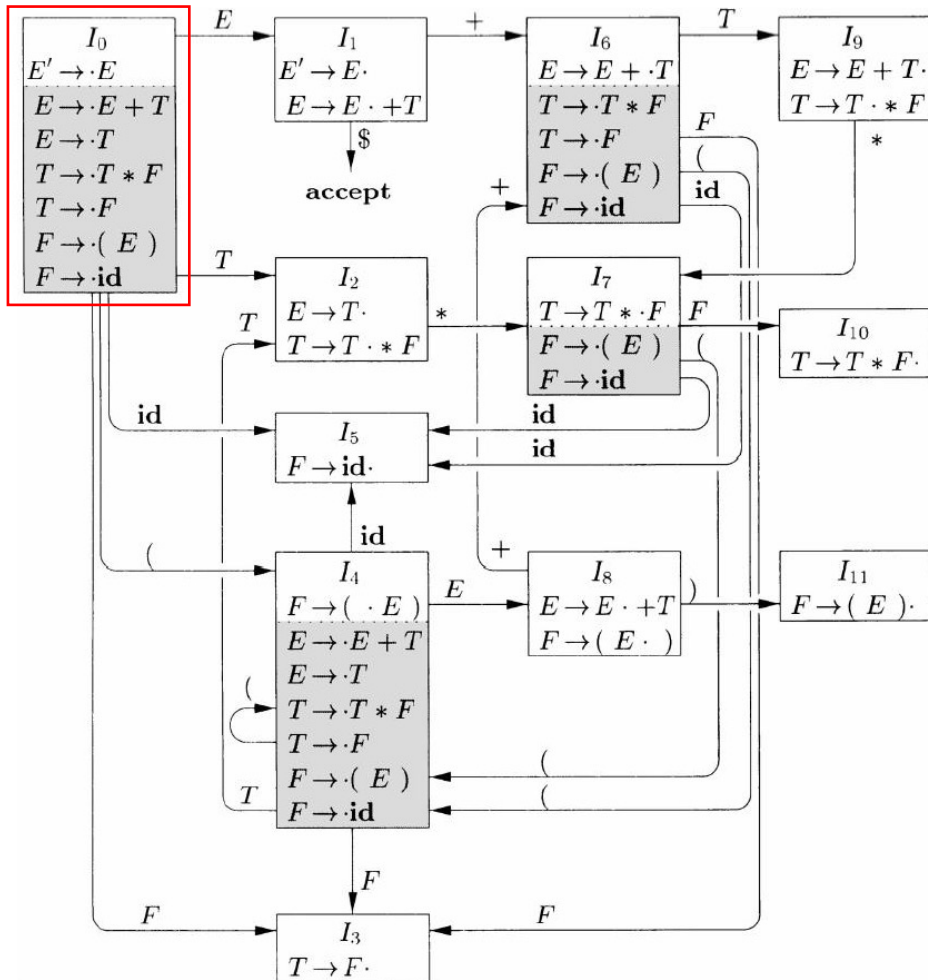 I₀
E′ → ·E
E → ·E + T
E → ·T
T → ·T * F
T → ·F
F → ·( E )
F → ·id
E
I₁
E′ → E·
E → E · +T
$
accept
+
I₆
E → E + ·T
T → ·T * F
T → ·F
F → ·( E )
F → ·id
T
I₉
E → E + T·
T → T · * F
*
F
(
id
+
T
I₂
E → T·
T → T · * F
T
*
I₇
T → T * ·F
F → ·( E )
F → ·id
F
(
I₁₀
T → T * F·
id
I₅
F → id·
id
id
id
(
I₄
F → ( · E )
E → ·E + T
E → ·T
T → ·T * F
T → ·F
F → ·( E )
F → ·id
E
+
I₈
E → E · +T
F → ( E · )
)
I₁₁
F → ( E )·
(
T
(
(
F
F
I₃
T → F·
F